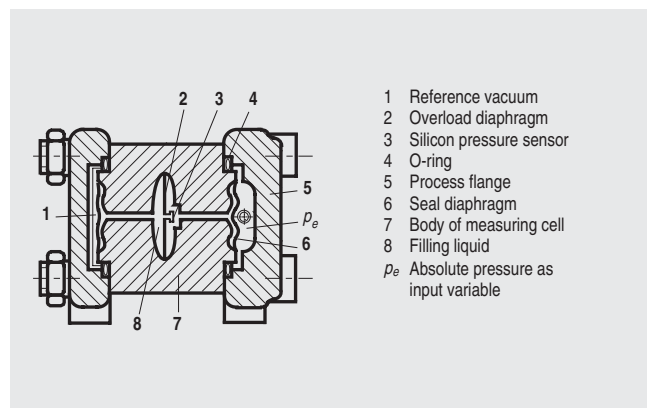 2 3 4
1
5
pe
6
8 7
1 Reference vacuum
2 Overload diaphragm
3 Silicon pressure sensor
4 O-ring
5 Process flange
6 Seal diaphragm
7 Body of measuring cell
8 Filling liquid
pe Absolute pressure as
input variable